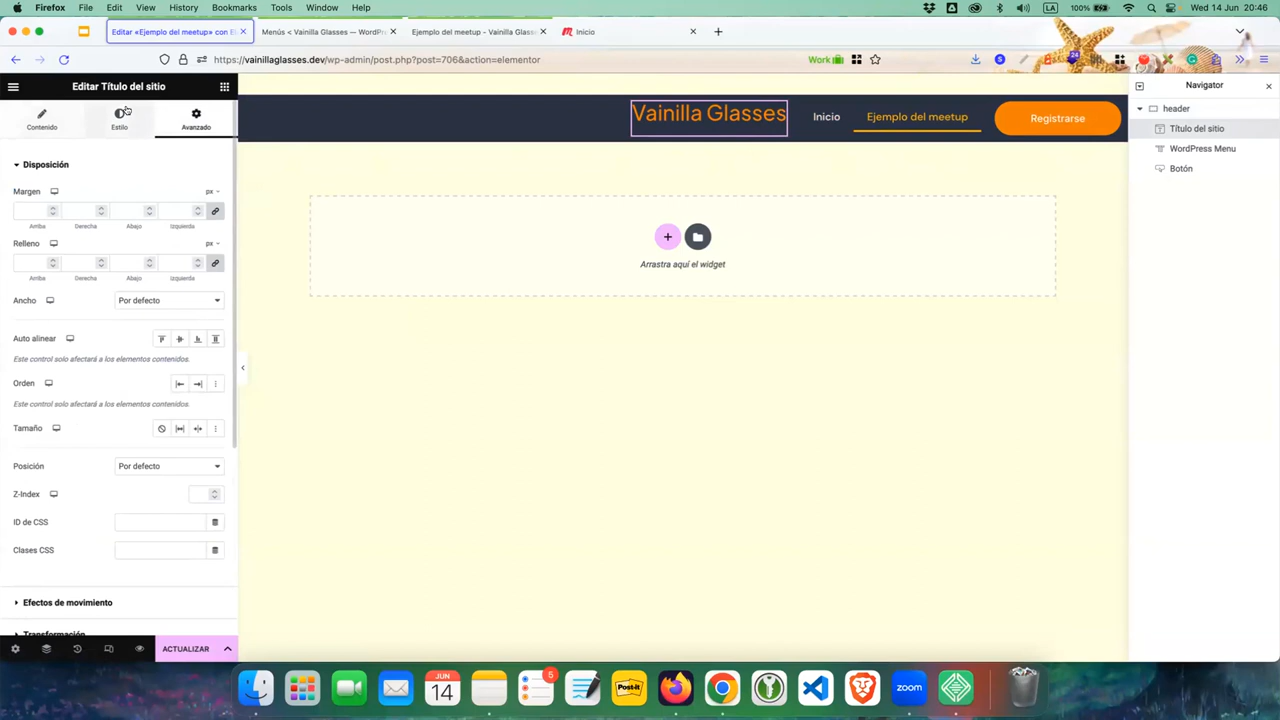 Firefox File Edit View History Bookmarks Tools Window Help LA 100% Wed 14 Jun 20:46
Editar «Ejemplo del meetup» con El Menús < Vainilla Glasses — WordPr Ejemplo del meetup - Vainilla Glasse Inicio
https://vainillaglasses.dev/wp-admin/post.php?post=706&action=elementor Work 24
Editar Título del sitio
Contenido Estilo Avanzado
Disposición
Margen px
Arriba Derecha Abajo Izquierda
Relleno px
Arriba Derecha Abajo Izquierda
Ancho Por defecto
Auto alinear
Este control solo afectará a los elementos contenidos.
Orden
Este control solo afectará a los elementos contenidos.
Tamaño
Posición Por defecto
Z-Index
ID de CSS
Clases CSS
Efectos de movimiento
Transformación
ACTUALIZAR
Vainilla Glasses Inicio Ejemplo del meetup Registrarse
Arrastra aquí el widget
Navigator
header
Título del sitio
WordPress Menu
Botón
JUN
14
5
Post-it
zoom